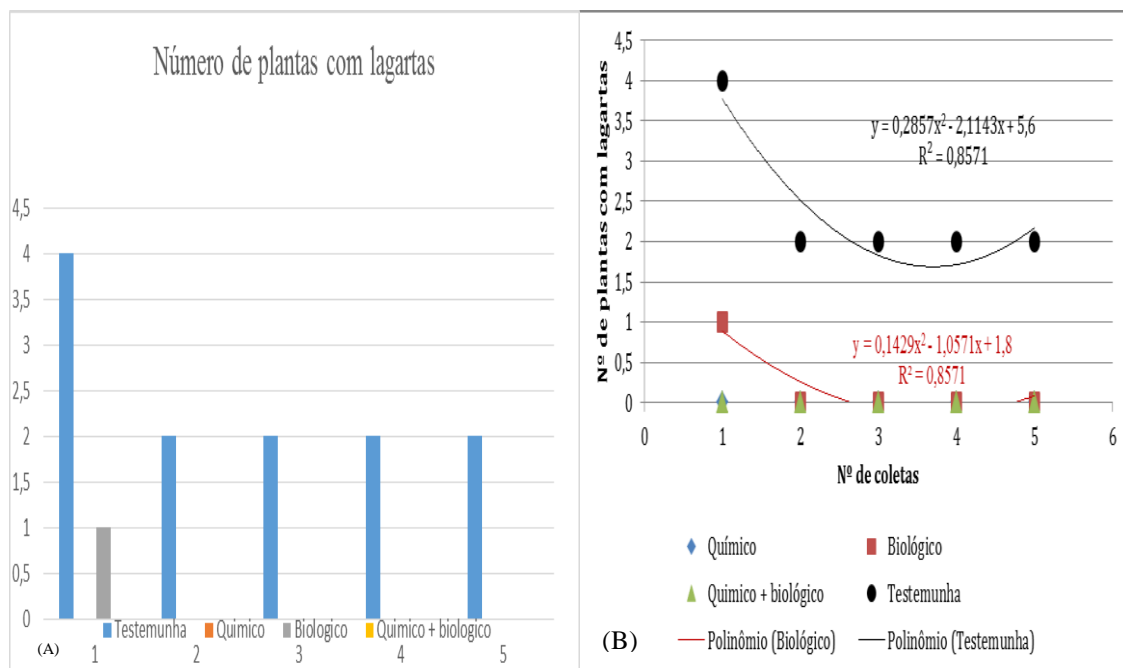 Número de plantas com lagartas
4,5
4
3,5
3
2,5
2
1,5
1
0,5
0
Testemunha Quimico Biologico Quimico + biologico
(A)
1 2 3 4 5
Nº de plantas com lagartas
4,5
4
3,5
3
2,5
2
1,5
1
0,5
0
y = 0,2857x² - 2,1143x + 5,6
R² = 0,8571
y = 0,1429x² - 1,0571x + 1,8
R² = 0,8571
0 1 2 3 4 5 6
Nº de coletas
Químico Biológico
Quimico + biológico Testemunha
(B)
Polinômio (Biológico) Polinômio (Testemunha)